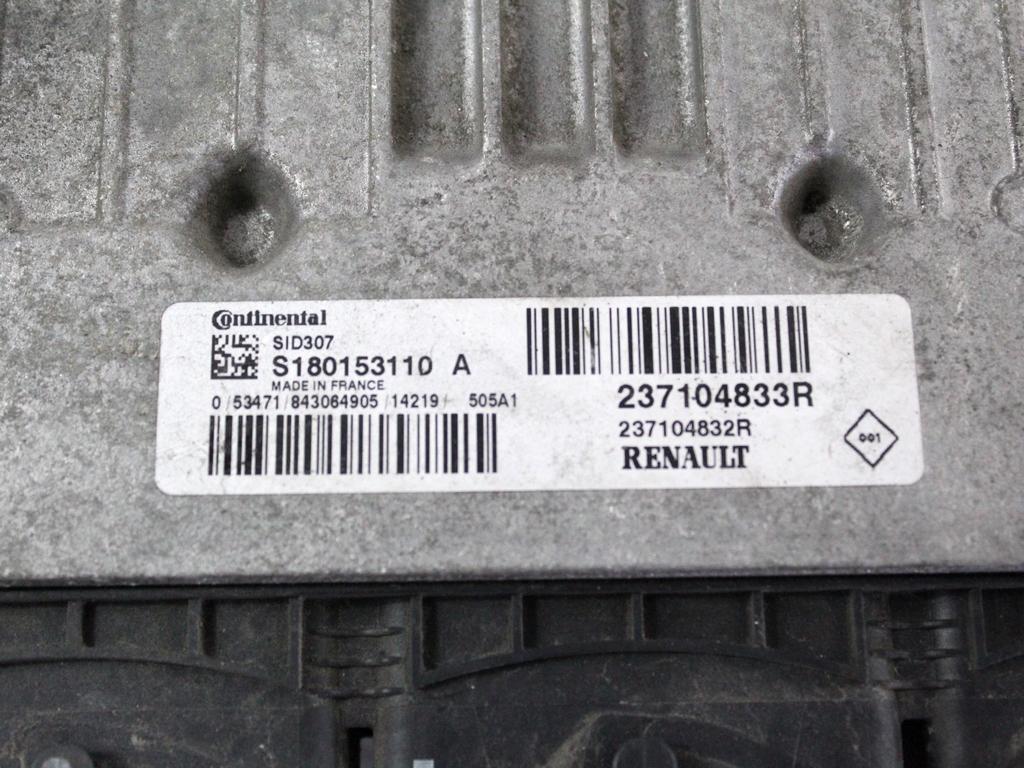 Continental
SID307
S180153110 A
MADE IN FRANCE
0 / 53471 / 843064905 / 14219 / 505A1
237104833R
237104832R
RENAULT
001